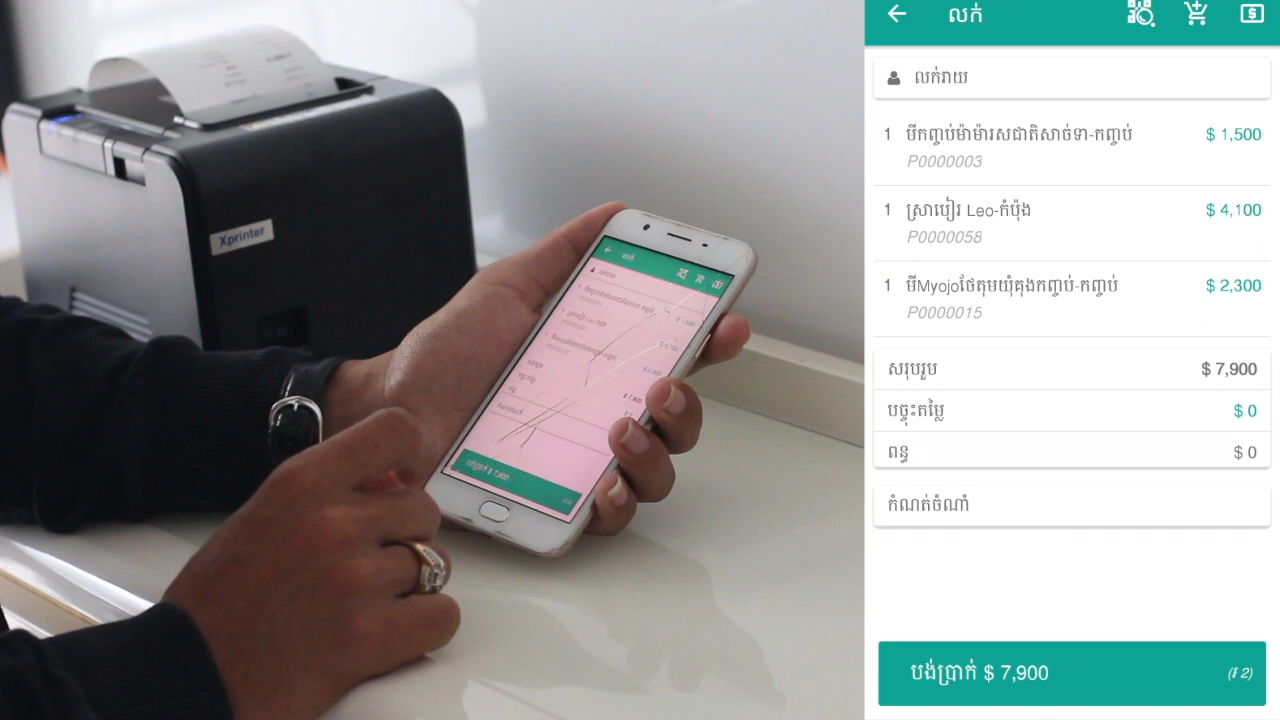 Xprinter
លក់
លក់រាយ
1 មីកញ្ចប់ម៉ាម៉ារសជាតិសាច់ទា-កញ្ចប់ $ 1,500
P0000003
1 ស្រាបៀរ Leo-កំប៉ុង $ 4,100
P0000058
1 មីMyojoថែតុមយ៉ុំគុងកញ្ចប់-កញ្ចប់ $ 2,300
P0000015
សរុបរួម $ 7,900
បច្ចុះតម្លៃ $ 0
ពន្ធ $ 0
កំណត់ចំណាំ
បង់ប្រាក់ $ 7,900